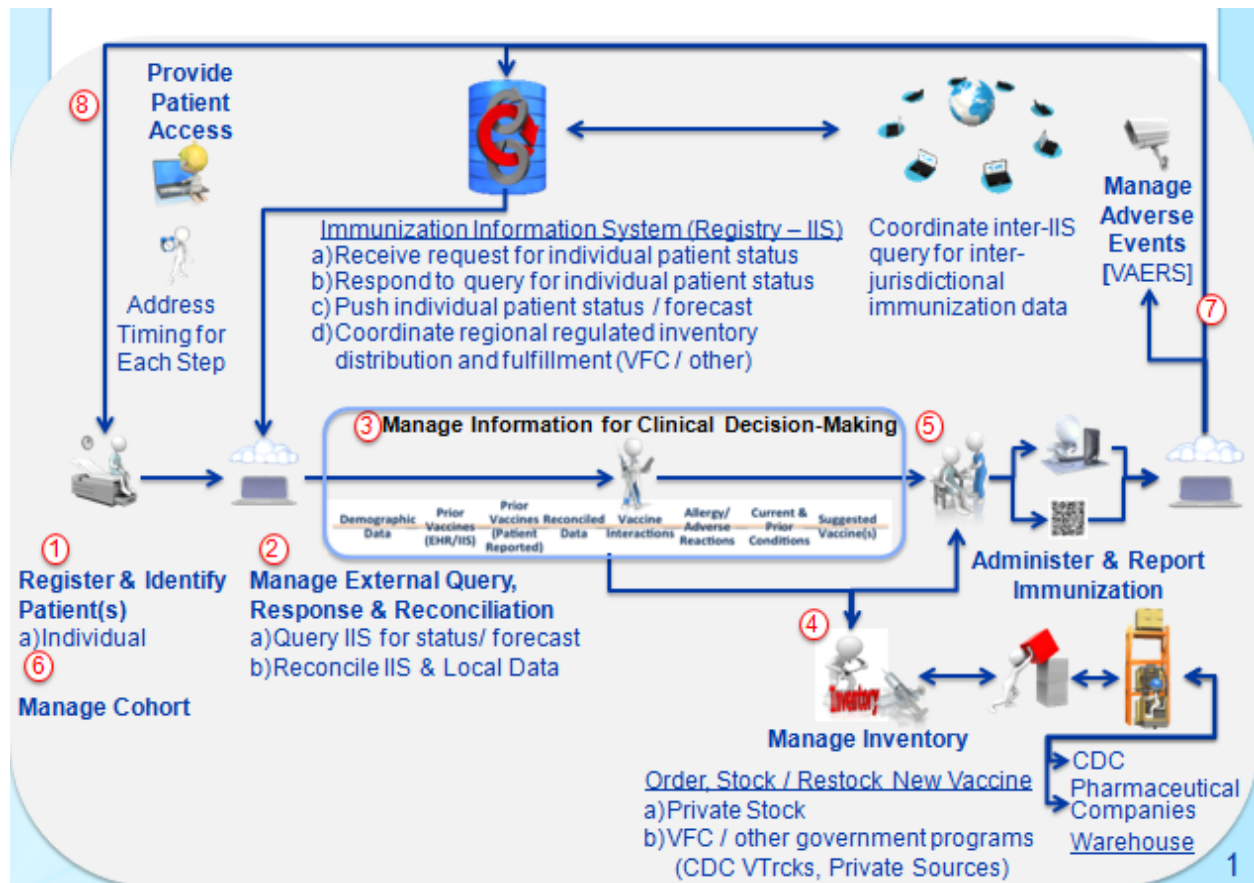 8
Provide
Patient
Access
Address
Timing for
Each Step
Immunization Information System (Registry – IIS)
a)Receive request for individual patient status
b)Respond to query for individual patient status
c)Push individual patient status / forecast
d)Coordinate regional regulated inventory
distribution and fulfillment (VFC / other)
Coordinate inter-IIS
query for inter-
jurisdictional
immunization data
Manage
Adverse
Events
[VAERS]
7
3
Manage Information for Clinical Decision-Making
Demographic
Data
Prior
Vaccines
(EHR/IIS)
Prior
Vaccines
(Patient
Reported)
Reconciled
Data
Vaccine
Interactions
Allergy/
Adverse
Reactions
Current &
Prior
Conditions
Suggested
Vaccine(s)
5
Administer & Report
Immunization
1
Register & Identify
Patient(s)
a)Individual
6
Manage Cohort
2
Manage External Query,
Response & Reconciliation
a)Query IIS for status/ forecast
b)Reconcile IIS & Local Data
4
Inventory
Manage Inventory
Order, Stock / Restock New Vaccine
a)Private Stock
b)VFC / other government programs
(CDC VTrcks, Private Sources)
CDC
Pharmaceutical
Companies
Warehouse
1